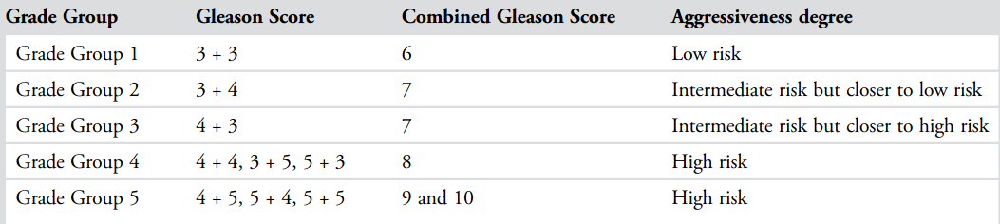 Grade Group Gleason Score Combined Gleason Score Aggressiveness degree
Grade Group 1 3 + 3 6 Low risk
Grade Group 2 3 + 4 7 Intermediate risk but closer to low risk
Grade Group 3 4 + 3 7 Intermediate risk but closer to high risk
Grade Group 4 4 + 4, 3 + 5, 5 + 3 8 High risk
Grade Group 5 4 + 5, 5 + 4, 5 + 5 9 and 10 High risk